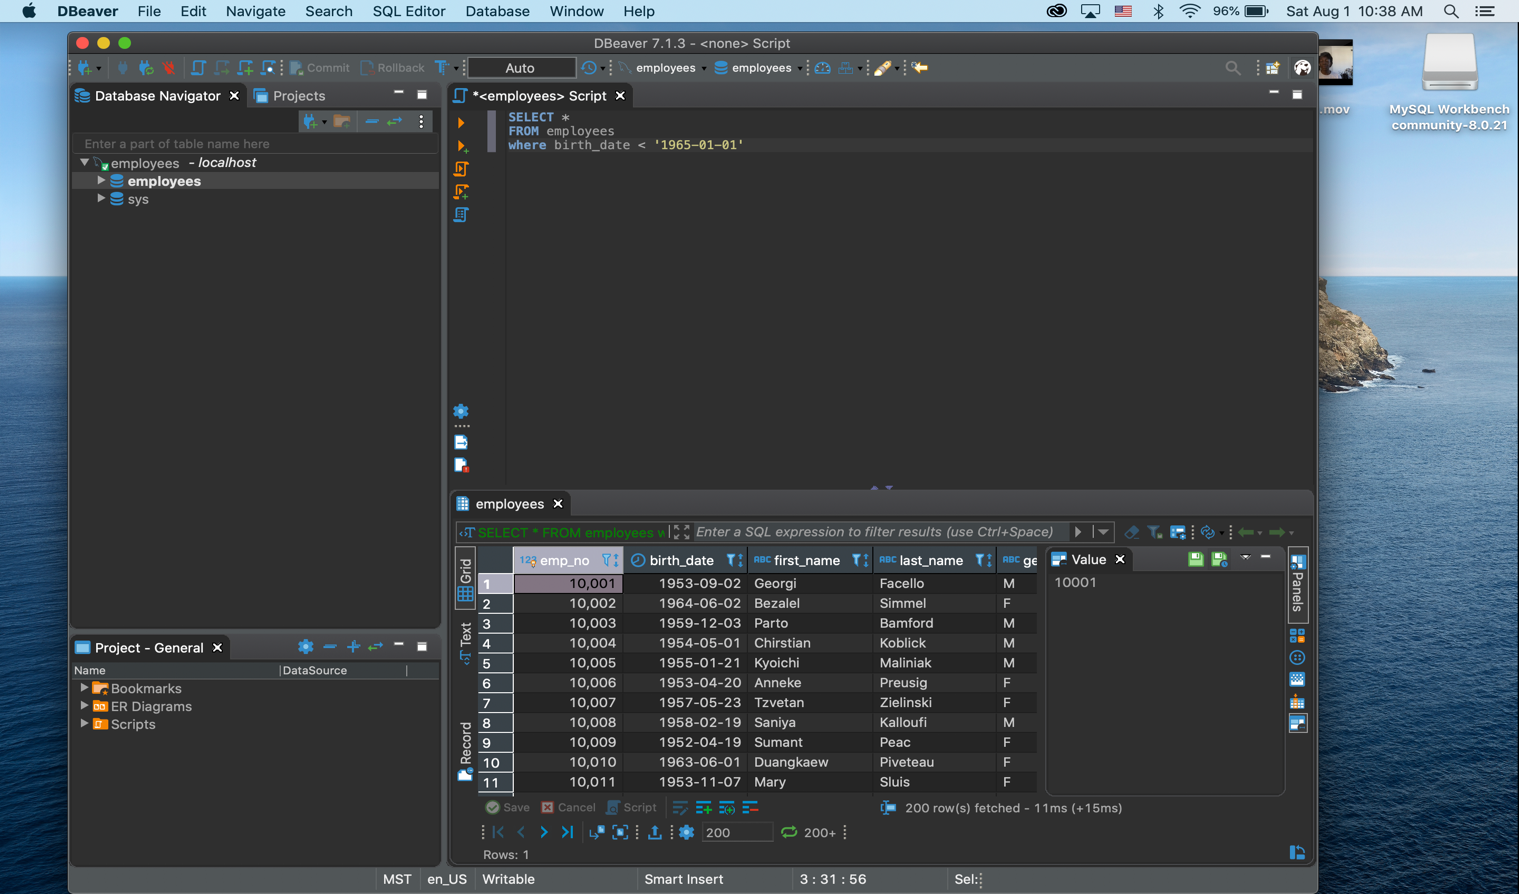 DBeaver File Edit Navigate Search SQL Editor Database Window Help 96% Sat Aug 1 10:38 AM
DBeaver 7.1.3 - <none> Script
Commit Rollback Auto employees employees
Database Navigator Projects
Enter a part of table name here
employees - localhost
employees
sys
*<employees> Script
SELECT *
FROM employees
where birth_date < '1965-01-01'
.mov
MySQL Workbench
community-8.0.21
Project - General
Name DataSource
Bookmarks
ER Diagrams
Scripts
employees
SELECT * FROM employees w Enter a SQL expression to filter results (use Ctrl+Space)
Grid
Text
Record
123 emp_no birth_date ABC first_name ABC last_name ABC ge
1 10,001 1953-09-02 Georgi Facello M
2 10,002 1964-06-02 Bezalel Simmel F
3 10,003 1959-12-03 Parto Bamford M
4 10,004 1954-05-01 Chirstian Koblick M
5 10,005 1955-01-21 Kyoichi Maliniak M
6 10,006 1953-04-20 Anneke Preusig F
7 10,007 1957-05-23 Tzvetan Zielinski F
8 10,008 1958-02-19 Saniya Kalloufi M
9 10,009 1952-04-19 Sumant Peac F
10 10,010 1963-06-01 Duangkaew Piveteau F
11 10,011 1953-11-07 Mary Sluis F
Value
10001
Panels
Save Cancel Script 200 row(s) fetched - 11ms (+15ms)
200 200+
Rows: 1
MST en_US Writable Smart Insert 3 : 31 : 56 Sel: